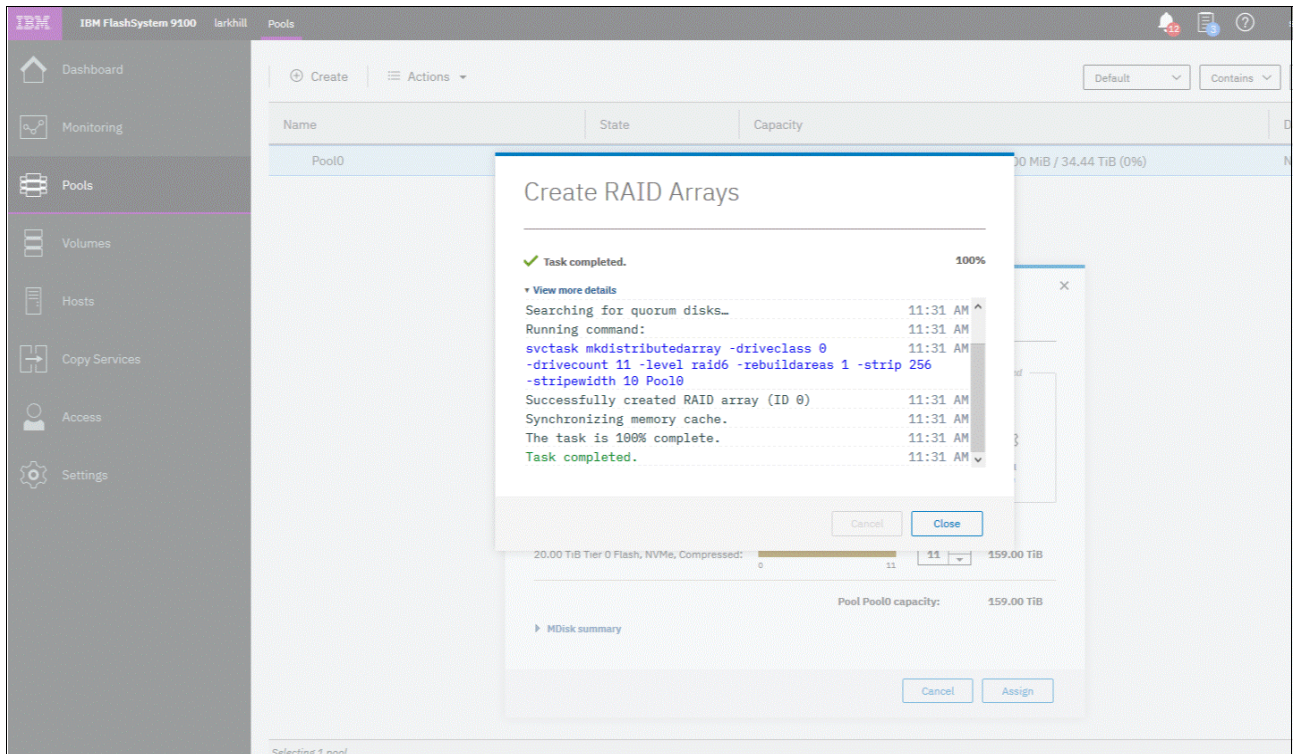 IBM IBM FlashSystem 9100 larkhill Pools 12 3 ?
Dashboard
Monitoring
Pools
Volumes
Hosts
Copy Services
Access
Settings
Create Actions Default Contains
Name State Capacity D
Pool0 00 MiB / 34.44 TiB (0%) N
Create RAID Arrays
Task completed. 100%
View more details
Searching for quorum disks… 11:31 AM
Running command: 11:31 AM
svctask mkdistributedarray -driveclass 0 11:31 AM
-drivecount 11 -level raid6 -rebuildareas 1 -strip 256
-stripewidth 10 Pool0
Successfully created RAID array (ID 0) 11:31 AM
Synchronizing memory cache. 11:31 AM
The task is 100% complete. 11:31 AM
Task completed. 11:31 AM
Cancel Close
20.00 TiB Tier 0 Flash, NVMe, Compressed: 0 11 11 159.00 TiB
Pool Pool0 capacity: 159.00 TiB
MDisk summary
Cancel Assign
Selecting 1 pool